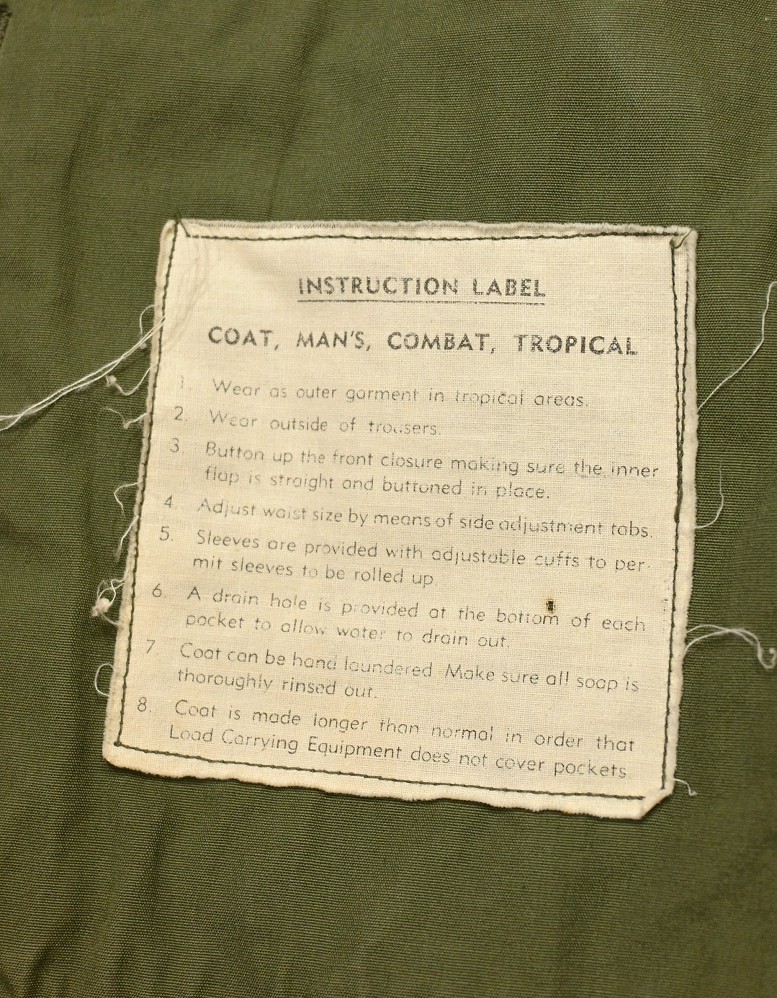 INSTRUCTION LABEL
COAT, MAN'S, COMBAT, TROPICAL
1. Wear as outer garment in tropical areas.
2. Wear outside of trousers.
3. Button up the front closure making sure the inner
flap is straight and buttoned in place.
4. Adjust waist size by means of side adjustment tabs.
5. Sleeves are provided with adjustable cuffs to per-
mit sleeves to be rolled up.
6. A drain hole is provided at the bottom of each
pocket to allow water to drain out.
7. Coat can be hand laundered. Make sure all soap is
thoroughly rinsed out.
8. Coat is made longer than normal in order that
Load Carrying Equipment does not cover pockets